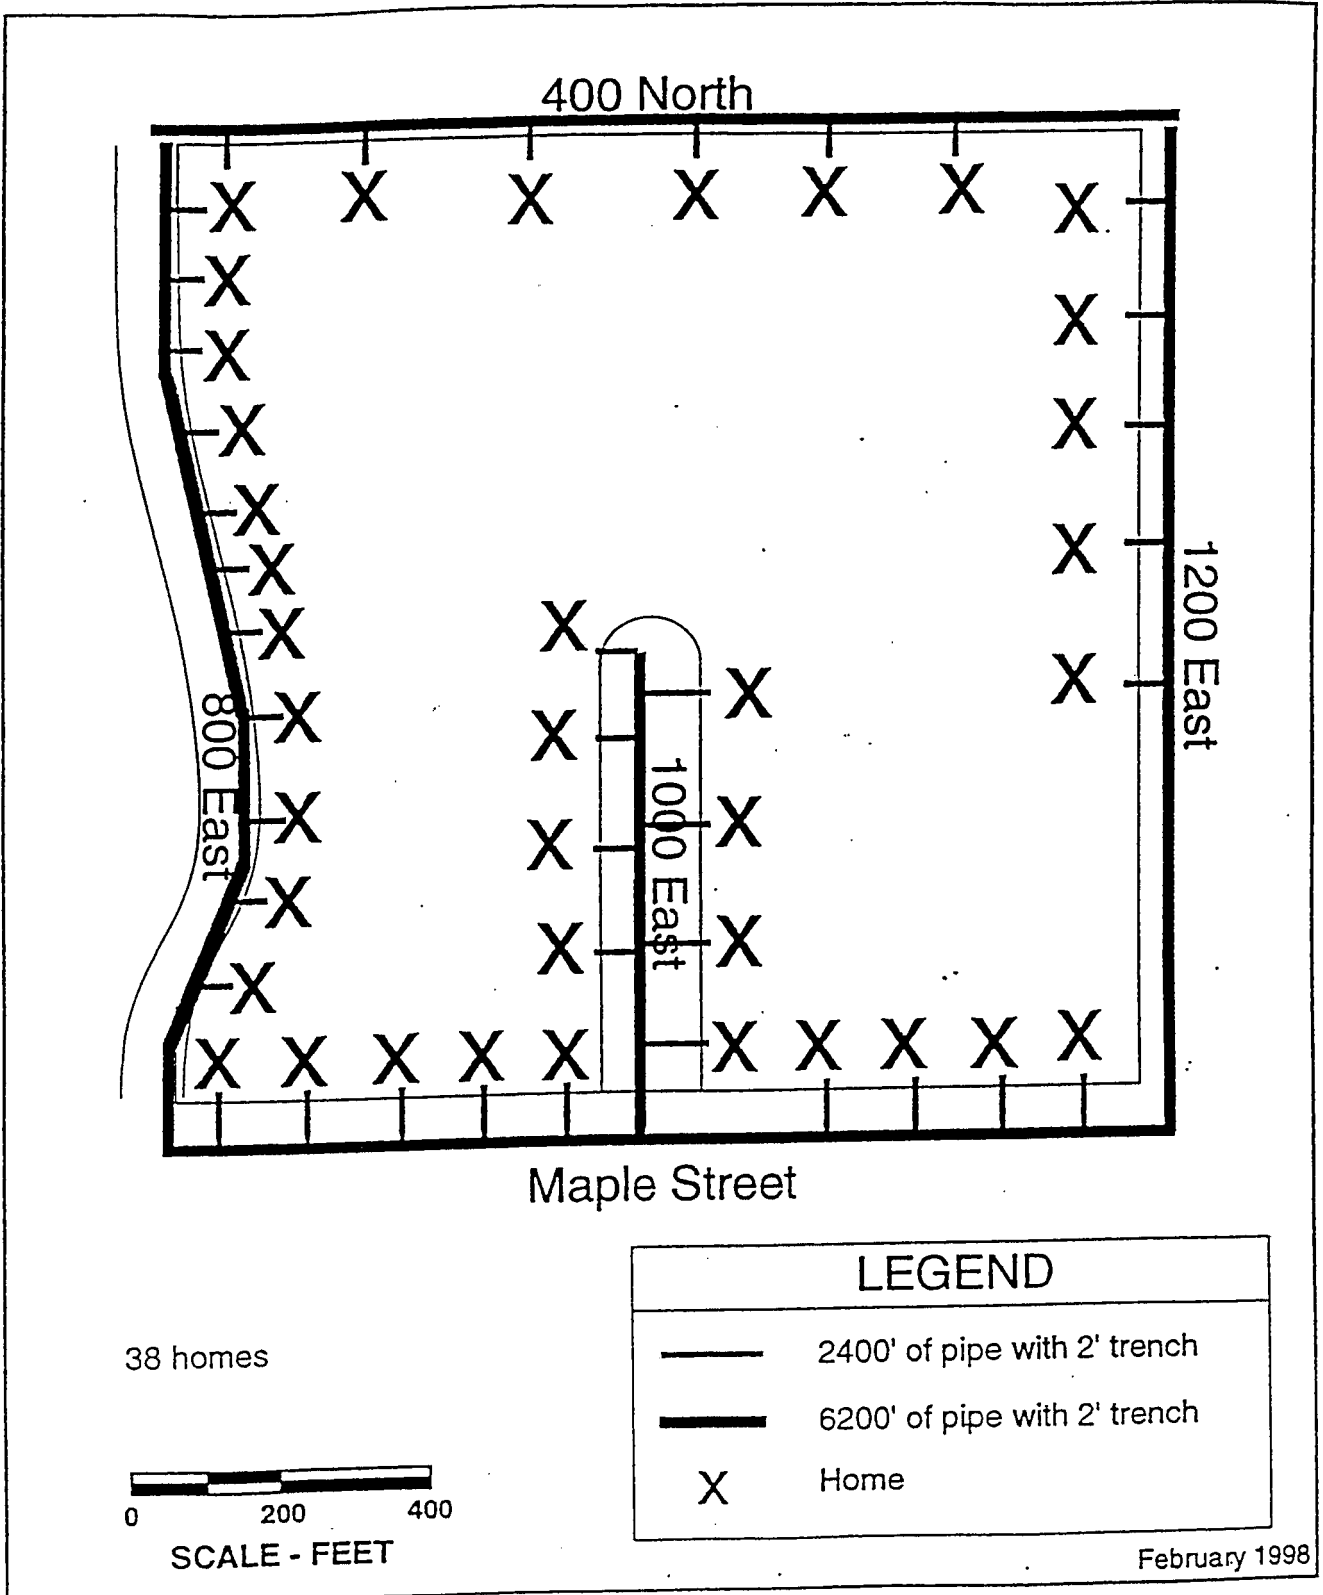 400 North
1200 East
800 East
1000 East
Maple Street
LEGEND
2400' of pipe with 2' trench
6200' of pipe with 2' trench
X Home
38 homes
0 200 400
SCALE - FEET
February 1998